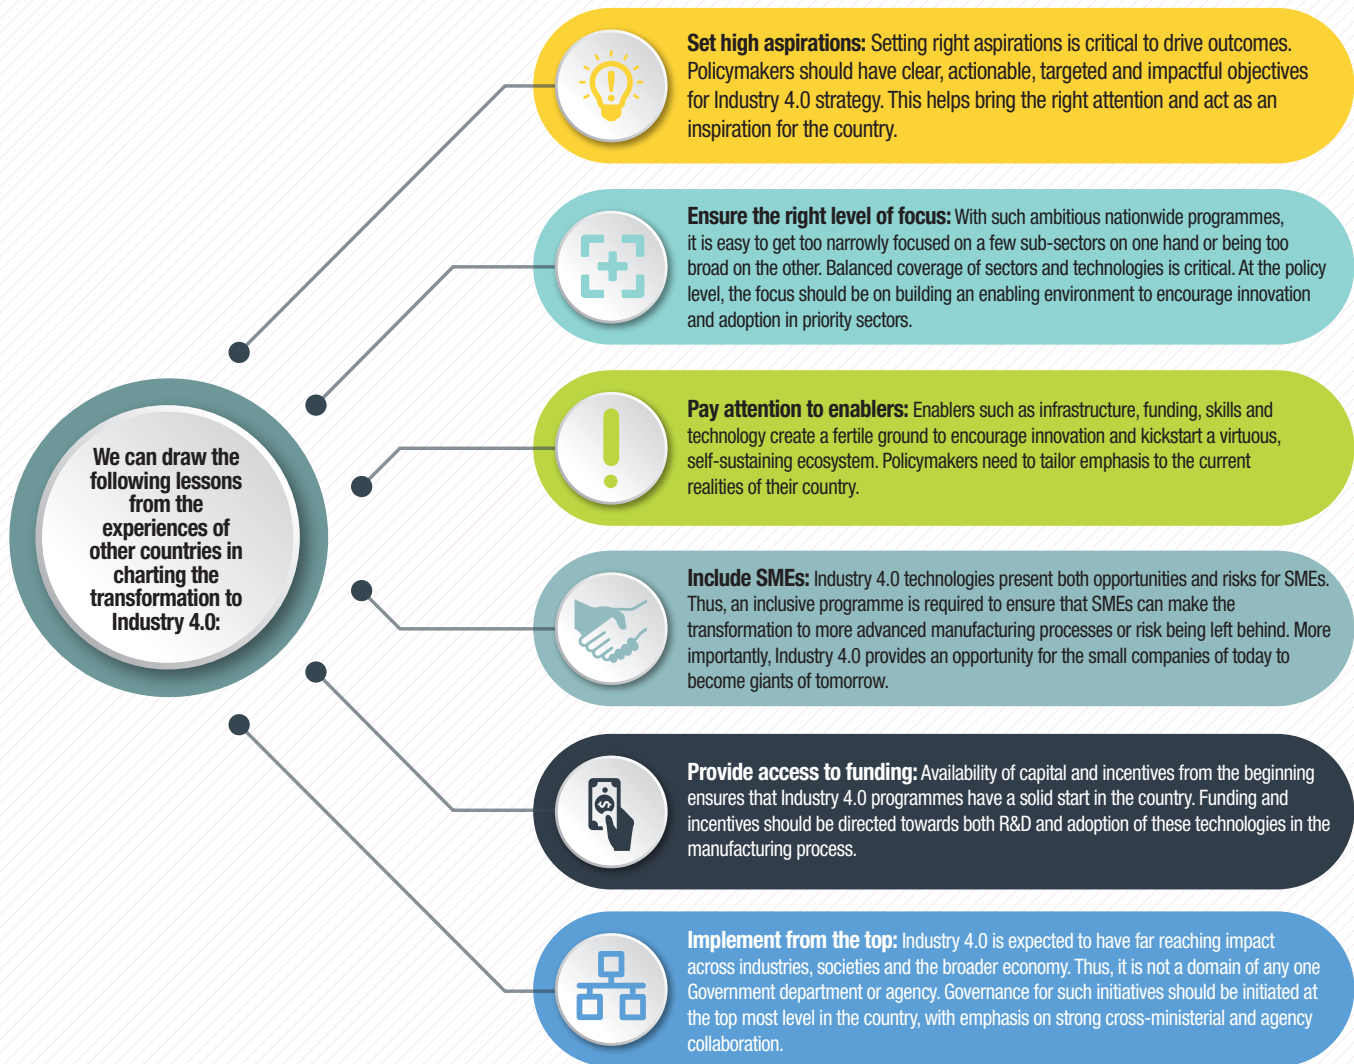 We can draw the
following lessons
from the
experiences of
other countries in
charting the
transformation to
Industry 4.0:
Set high aspirations: Setting right aspirations is critical to drive outcomes.
Policymakers should have clear, actionable, targeted and impactful objectives
for Industry 4.0 strategy. This helps bring the right attention and act as an
inspiration for the country.
Ensure the right level of focus: With such ambitious nationwide programmes,
it is easy to get too narrowly focused on a few sub-sectors on one hand or being too
broad on the other. Balanced coverage of sectors and technologies is critical. At the policy
level, the focus should be on building an enabling environment to encourage innovation
and adoption in priority sectors.
Pay attention to enablers: Enablers such as infrastructure, funding, skills and
technology create a fertile ground to encourage innovation and kickstart a virtuous,
self-sustaining ecosystem. Policymakers need to tailor emphasis to the current
realities of their country.
Include SMEs: Industry 4.0 technologies present both opportunities and risks for SMEs.
Thus, an inclusive programme is required to ensure that SMEs can make the
transformation to more advanced manufacturing processes or risk being left behind. More
importantly, Industry 4.0 provides an opportunity for the small companies of today to
become giants of tomorrow.
Provide access to funding: Availability of capital and incentives from the beginning
ensures that Industry 4.0 programmes have a solid start in the country. Funding and
incentives should be directed towards both R&D and adoption of these technologies in the
manufacturing process.
Implement from the top: Industry 4.0 is expected to have far reaching impact
across industries, societies and the broader economy. Thus, it is not a domain of any one
Government department or agency. Governance for such initiatives should be initiated at
the top most level in the country, with emphasis on strong cross-ministerial and agency
collaboration.